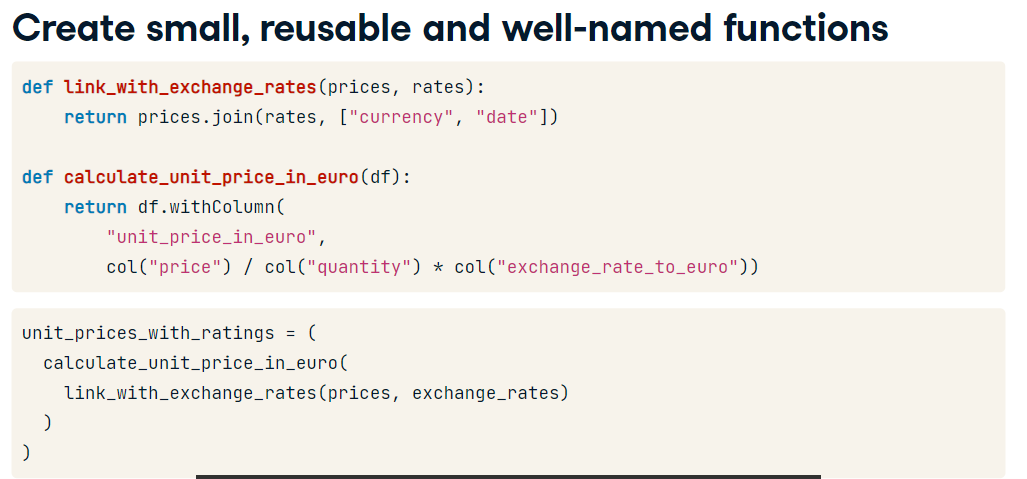 Create small, reusable and well-named functions
def link_with_exchange_rates(prices, rates):
    return prices.join(rates, ["currency", "date"])
def calculate_unit_price_in_euro(df):
    return df.withColumn(
        "unit_price_in_euro",
        col("price") / col("quantity") * col("exchange_rate_to_euro"))
unit_prices_with_ratings = (
  calculate_unit_price_in_euro(
    link_with_exchange_rates(prices, exchange_rates)
  )
)